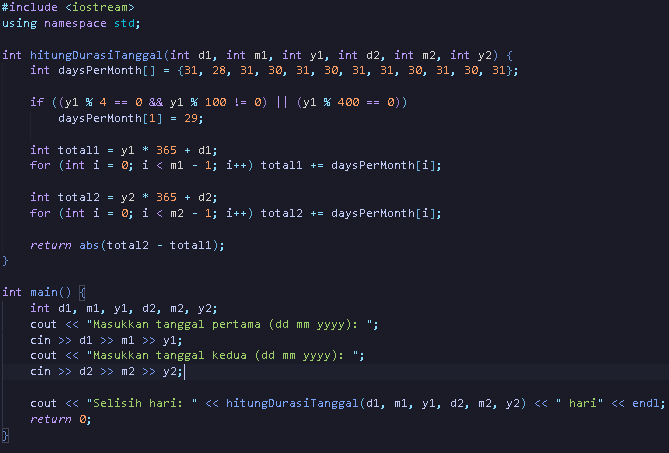 #include <iostream>
using namespace std;

int hitungDurasiTanggal(int d1, int m1, int y1, int d2, int m2, int y2) {
    int daysPerMonth[] = {31, 28, 31, 30, 31, 30, 31, 31, 30, 31, 30, 31};

    if ((y1 % 4 == 0 && y1 % 100 != 0) || (y1 % 400 == 0))
        daysPerMonth[1] = 29;

    int total1 = y1 * 365 + d1;
    for (int i = 0; i < m1 - 1; i++) total1 += daysPerMonth[i];

    int total2 = y2 * 365 + d2;
    for (int i = 0; i < m2 - 1; i++) total2 += daysPerMonth[i];

    return abs(total2 - total1);
}

int main() {
    int d1, m1, y1, d2, m2, y2;
    cout << "Masukkan tanggal pertama (dd mm yyyy): ";
    cin >> d1 >> m1 >> y1;
    cout << "Masukkan tanggal kedua (dd mm yyyy): ";
    cin >> d2 >> m2 >> y2;

    cout << "Selisih hari: " << hitungDurasiTanggal(d1, m1, y1, d2, m2, y2) << " hari" << endl;
    return 0;
}